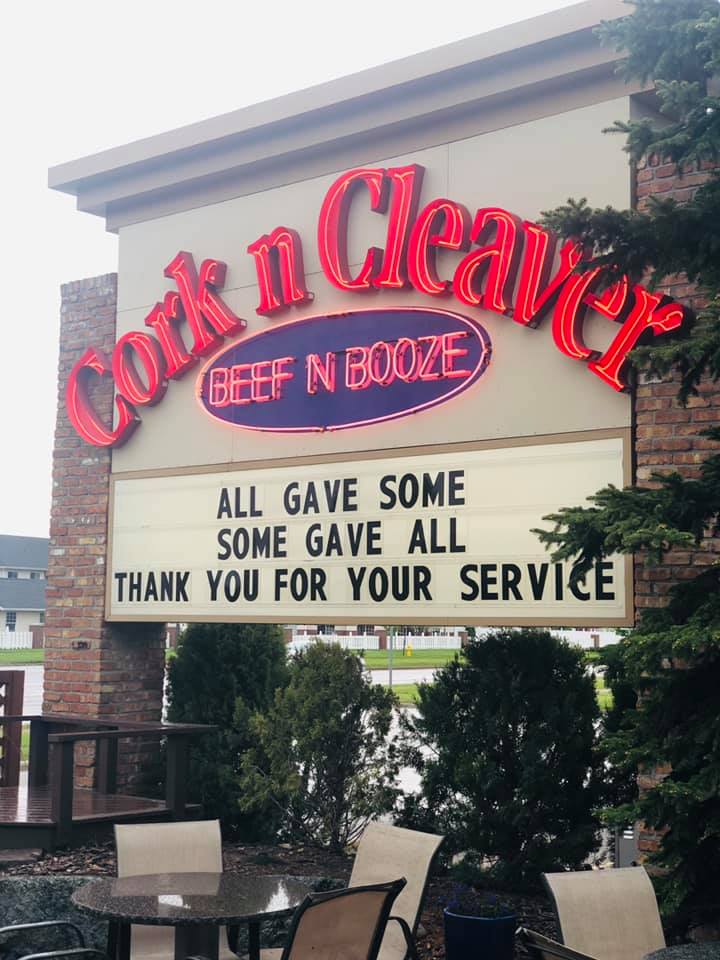 Cork n Cleaver
BEEF N BOOZE
ALL GAVE SOME
SOME GAVE ALL
THANK YOU FOR YOUR SERVICE